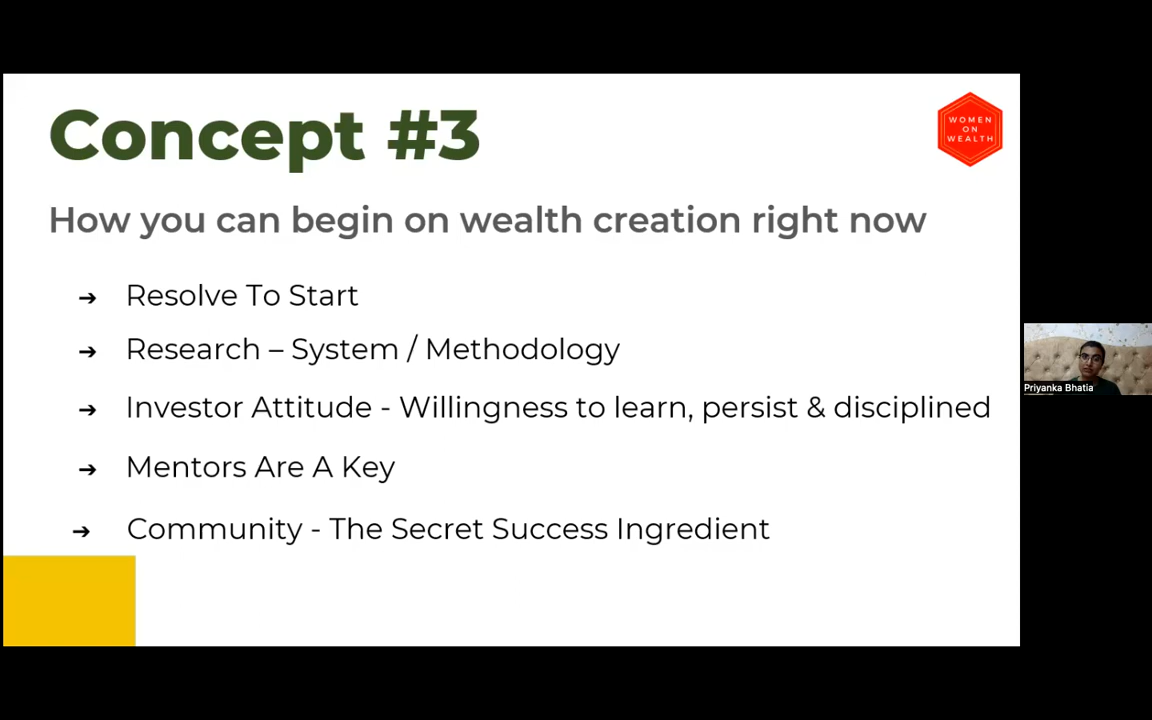 Concept #3
WOMEN
ON
WEALTH
How you can begin on wealth creation right now
➔ Resolve To Start
➔ Research – System / Methodology
➔ Investor Attitude - Willingness to learn, persist & disciplined
➔ Mentors Are A Key
➔ Community - The Secret Success Ingredient
Priyanka Bhatia